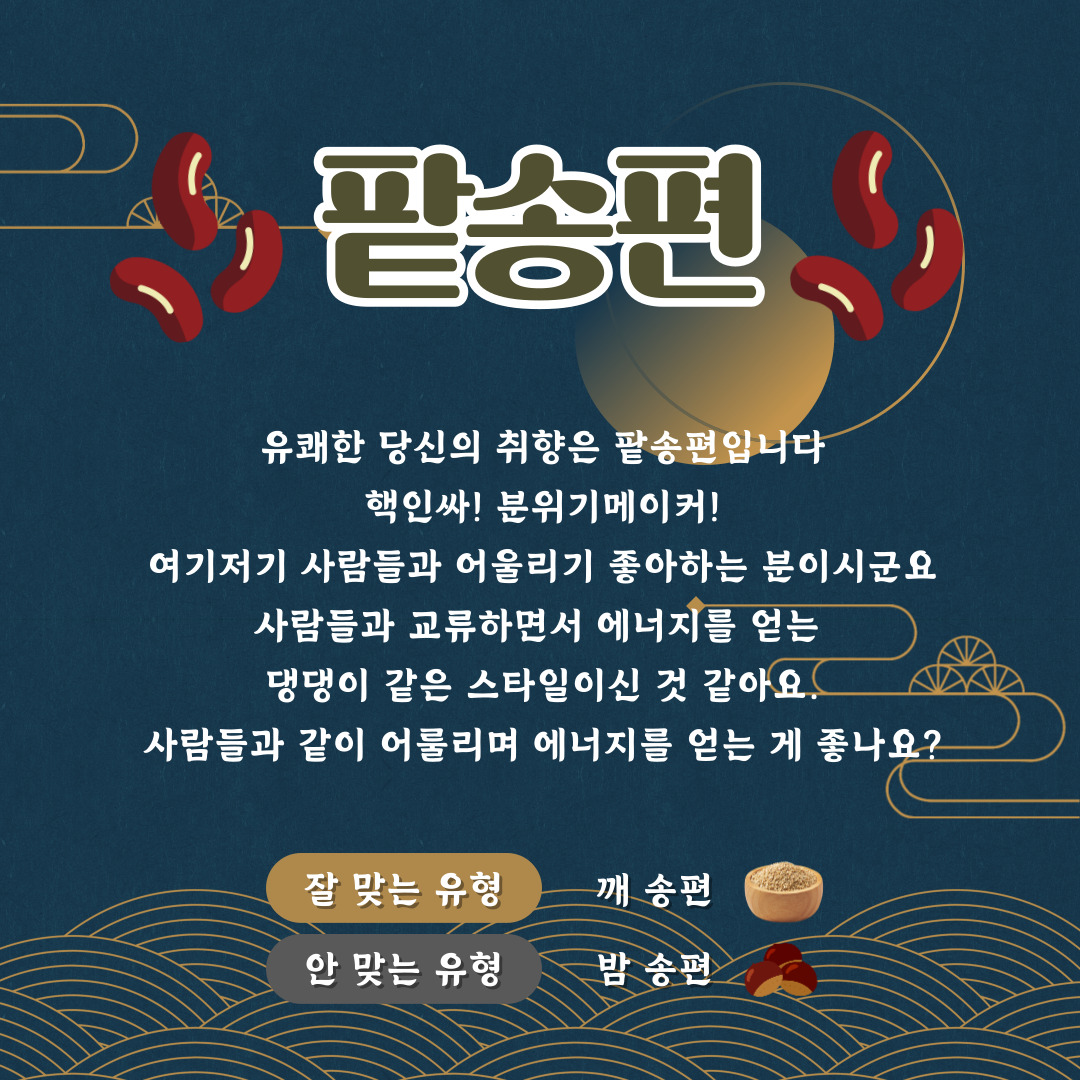 팥송편
유쾌한 당신의 취향은 팥송편입니다
핵인싸! 분위기메이커!
여기저기 사람들과 어울리기 좋아하는 분이시군요
사람들과 교류하면서 에너지를 얻는
댕댕이 같은 스타일이신 것 같아요.
사람들과 같이 어룰리며 에너지를 얻는 게 좋나요?
잘 맞는 유형 깨 송편
안 맞는 유형 밤 송편